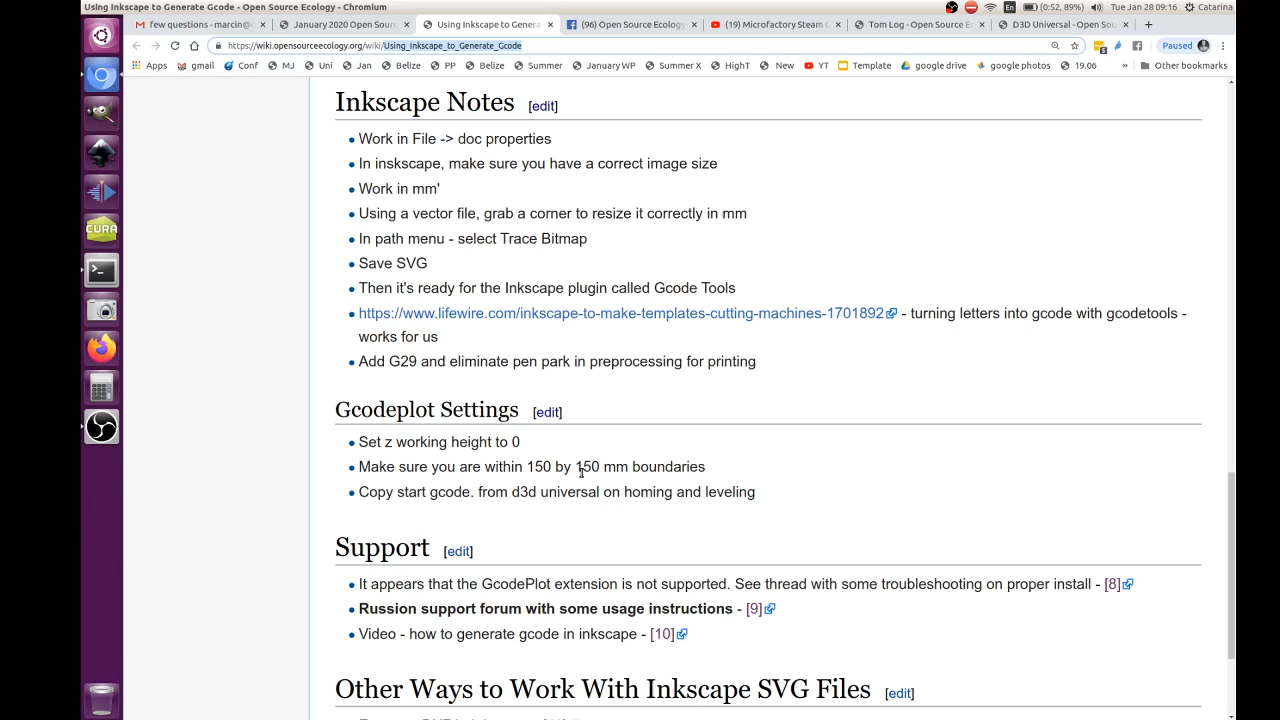 Using Inkscape to Generate Gcode - Open Source Ecology - Chromium
En (0:52, 89%) Tue Jan 28 09:16 Catarina
few questions - marcin@ × January 2020 Open Sour × Using Inkscape to Genera × (96) Open Source Ecology × (19) Microfactory Steam C × Tom Log - Open Source E × D3D Universal - Open Sou × +
https://wiki.opensourceecology.org/wiki/Using_Inkscape_to_Generate_Gcode Paused
Apps gmail Conf MJ Uni Jan Belize PP Belize Summer January WP Summer X HighT New YT Template google drive google photos 19.06 » Other bookmarks
Inkscape Notes [edit]
• Work in File -> doc properties
• In inskscape, make sure you have a correct image size
• Work in mm'
• Using a vector file, grab a corner to resize it correctly in mm
• In path menu - select Trace Bitmap
• Save SVG
• Then it's ready for the Inkscape plugin called Gcode Tools
• https://www.lifewire.com/inkscape-to-make-templates-cutting-machines-1701892 - turning letters into gcode with gcodetools -
works for us
• Add G29 and eliminate pen park in preprocessing for printing
Gcodeplot Settings [edit]
• Set z working height to 0
• Make sure you are within 150 by 150 mm boundaries
• Copy start gcode. from d3d universal on homing and leveling
Support [edit]
• It appears that the GcodePlot extension is not supported. See thread with some troubleshooting on proper install - [8]
• Russion support forum with some usage instructions - [9]
• Video - how to generate gcode in inkscape - [10]
Other Ways to Work With Inkscape SVG Files [edit]
CURA